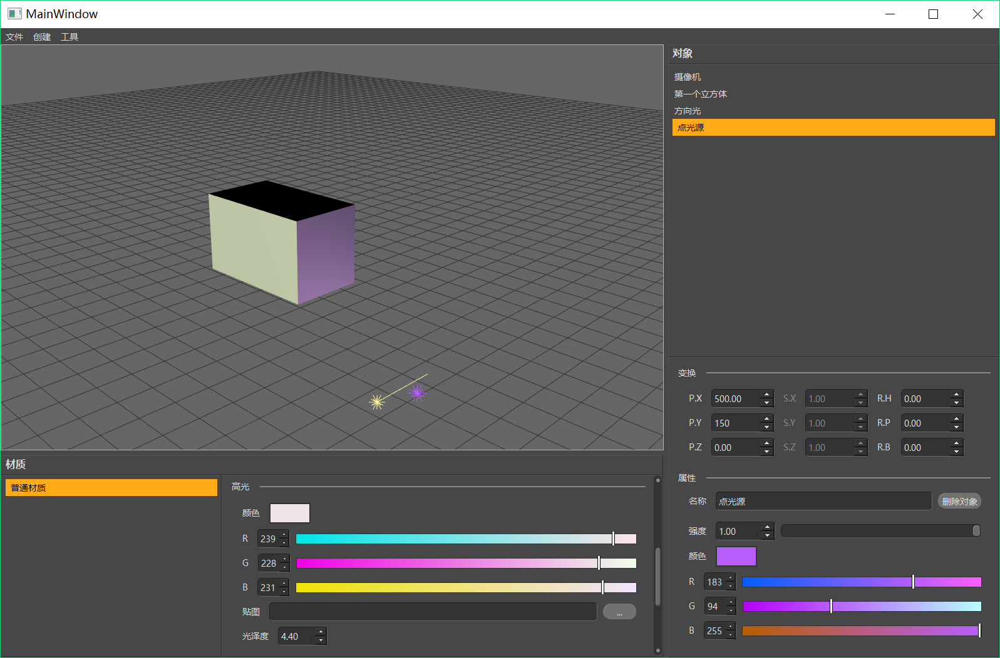 MainWindow
文件 创建 工具
对象
摄像机
第一个立方体
方向光
点光源
变换
P.X 500.00 S.X 1.00 R.H 0.00
P.Y 150 S.Y 1.00 R.P 0.00
P.Z 0.00 S.Z 1.00 R.B 0.00
属性
名称 点光源 删除对象
强度 1.00
颜色
R 183
G 94
B 255
材质
普通材质
高光
颜色
R 239
G 228
B 231
贴图 ...
光泽度 4.40